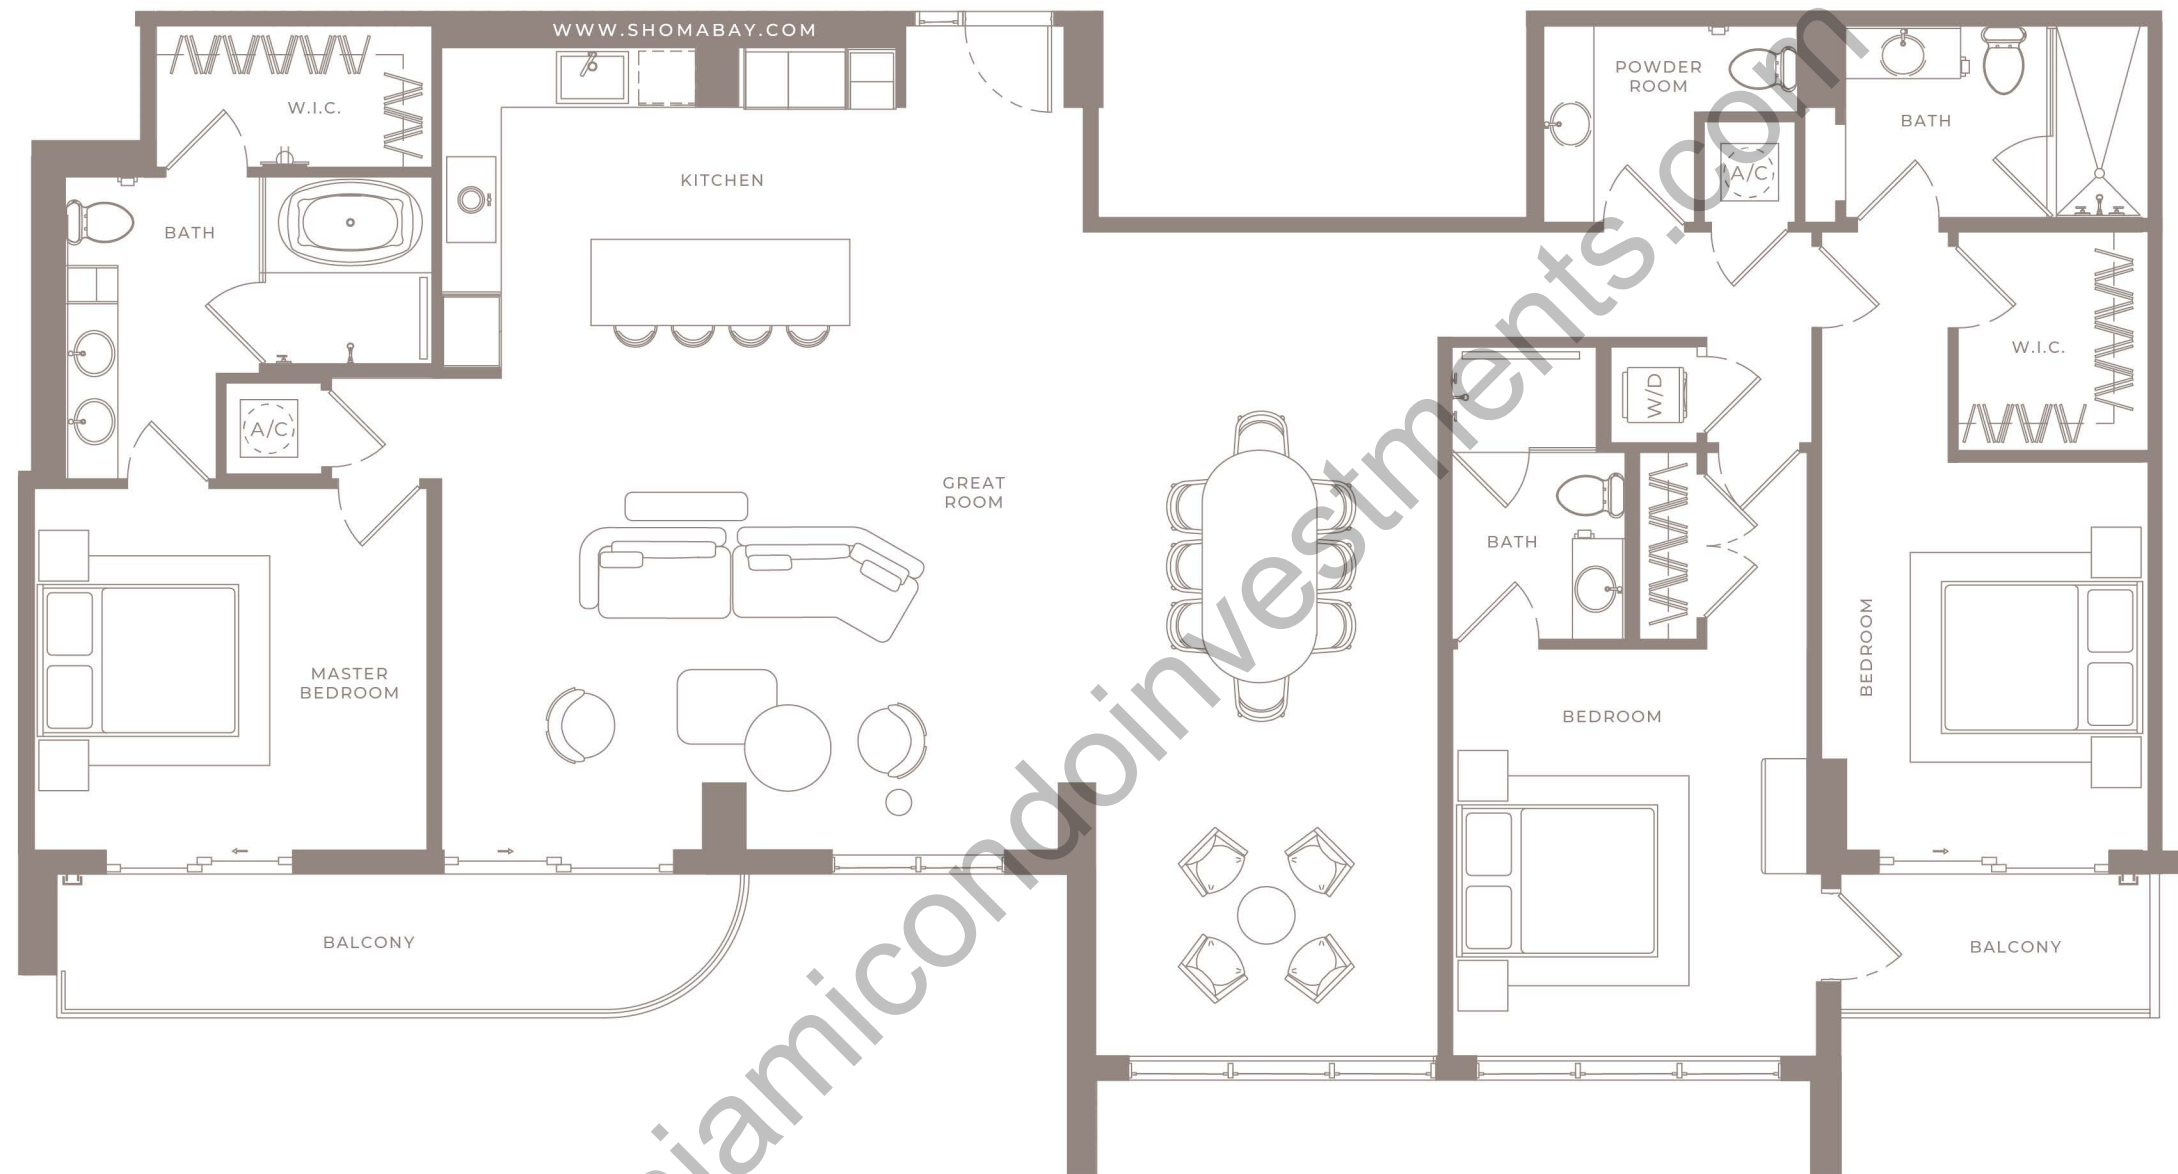 WWW.SHOMABAY.COM
W.I.C.
POWDER
ROOM
BATH
A/C
KITCHEN
BATH
W.I.C.
W/D
A/C
GREAT
ROOM
BATH
MASTER
BEDROOM
BEDROOM
BEDROOM
BALCONY
BALCONY
miamicondoinvestments.com